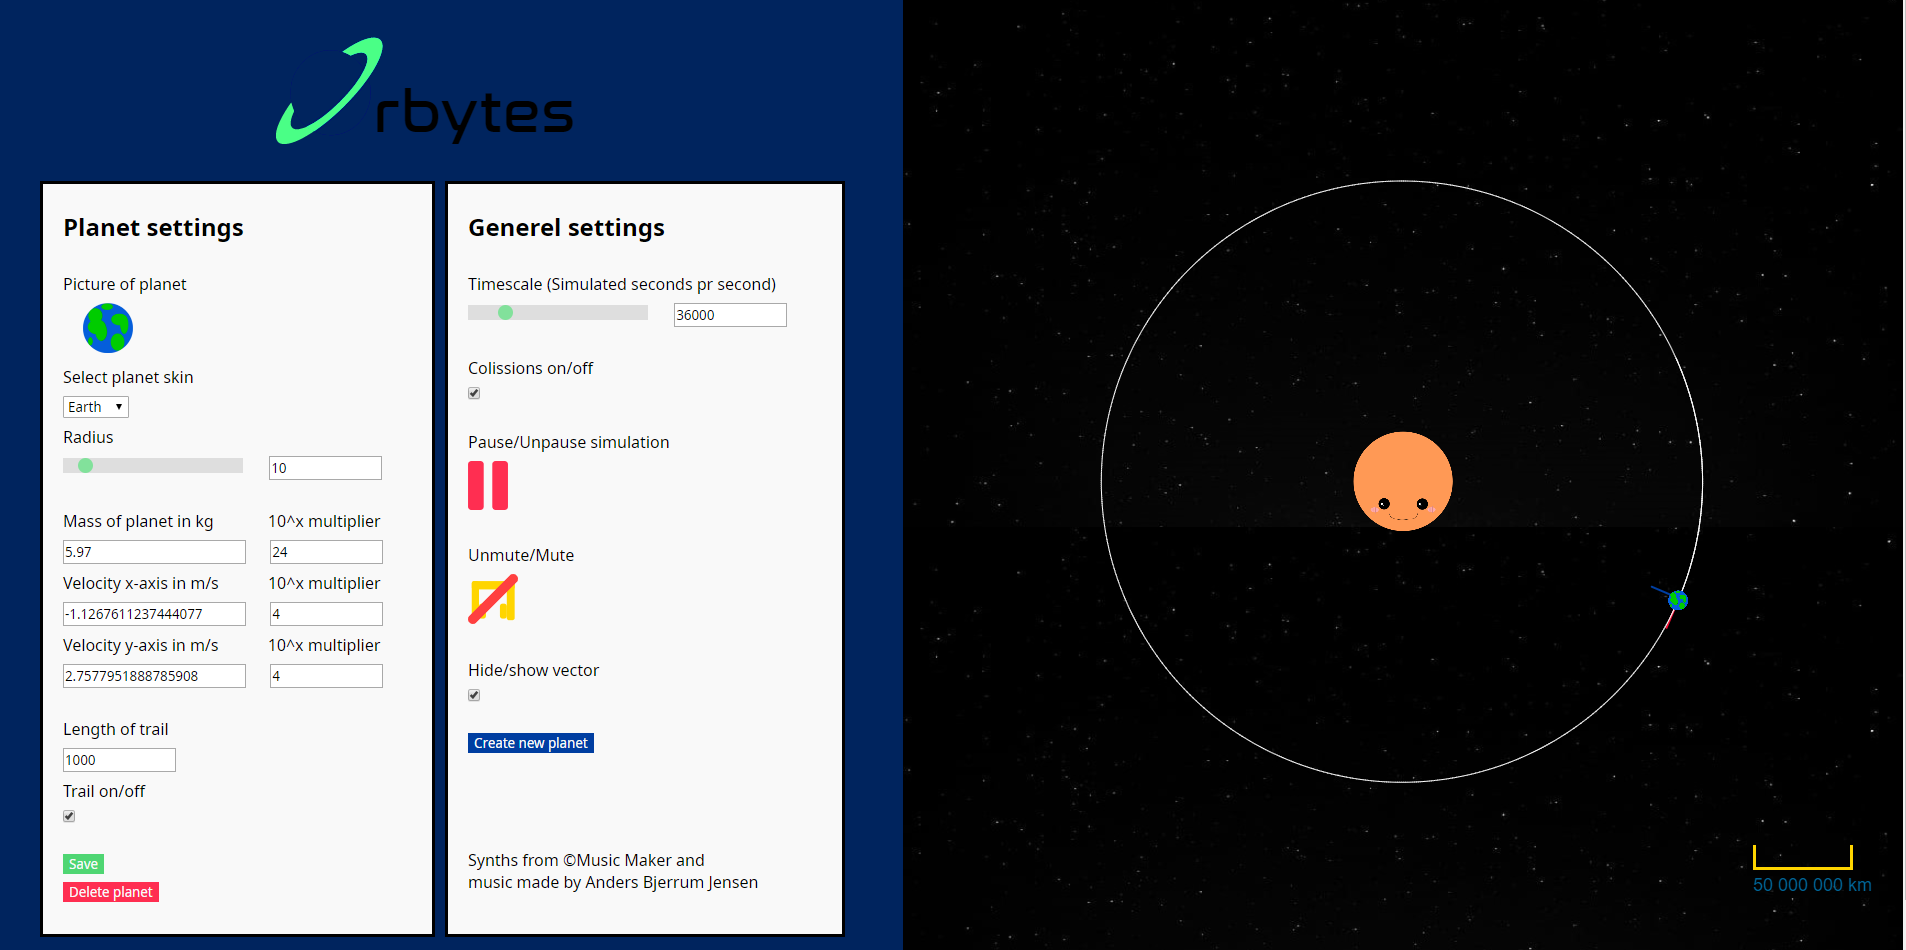 rbytes
Planet settings
Picture of planet
Select planet skin
Earth
Radius
10
Mass of planet in kg 10^x multiplier
5.97 24
Velocity x-axis in m/s 10^x multiplier
-1.1267611237444077 4
Velocity y-axis in m/s 10^x multiplier
2.7577951888785908 4
Length of trail
1000
Trail on/off
Save
Delete planet
Generel settings
Timescale (Simulated seconds pr second)
36000
Colissions on/off
Pause/Unpause simulation
Unmute/Mute
Hide/show vector
Create new planet
Synths from ©Music Maker and
music made by Anders Bjerrum Jensen
50 000 000 km